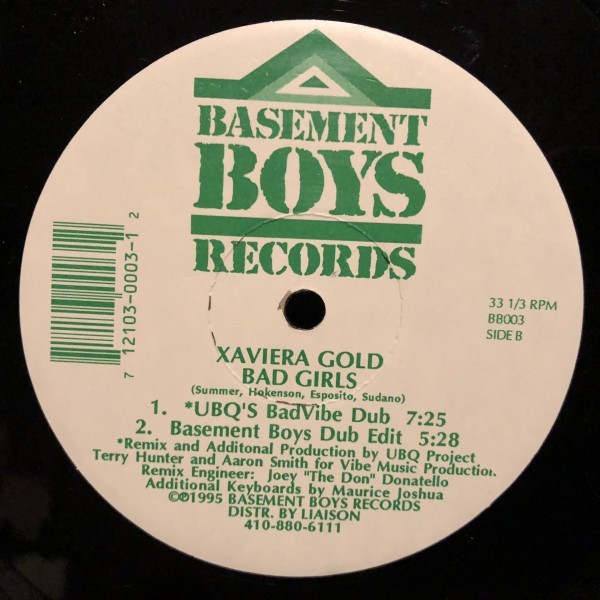 BASEMENT
BOYS
RECORDS
7 12103-0003-1 2
33 1/3 RPM
BB003
SIDE B
XAVIERA GOLD
BAD GIRLS
(Summer, Hokenson, Esposito, Sudano)
1. *UBQ'S BadVibe Dub 7:25
2. Basement Boys Dub Edit 5:28
*Remix and Additonal Production by UBQ Project
Terry Hunter and Aaron Smith for Vibe Music Production.
Remix Engineer: Joey "The Don" Donatello
Additional Keyboards by Maurice Joshua
©℗1995 BASEMENT BOYS RECORDS
DISTR. BY LIAISON
410-880-6111